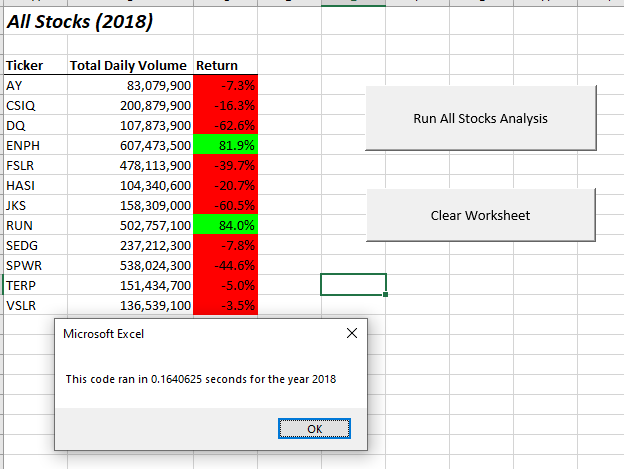 All Stocks (2018)
Ticker Total Daily Volume Return
AY 83,079,900 -7.3%
CSIQ 200,879,900 -16.3%
DQ 107,873,900 -62.6%
ENPH 607,473,500 81.9%
FSLR 478,113,900 -39.7%
HASI 104,340,600 -20.7%
JKS 158,309,000 -60.5%
RUN 502,757,100 84.0%
SEDG 237,212,300 -7.8%
SPWR 538,024,300 -44.6%
TERP 151,434,700 -5.0%
VSLR 136,539,100 -3.5%
Run All Stocks Analysis
Clear Worksheet
Microsoft Excel
This code ran in 0.1640625 seconds for the year 2018
OK